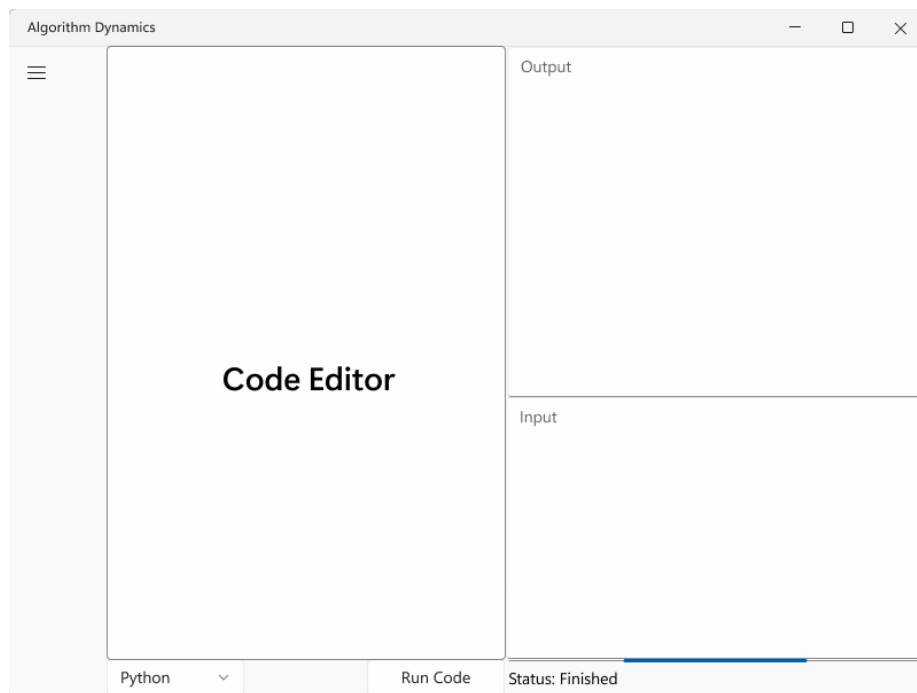 Algorithm Dynamics
Output
Code Editor
Input
Python
Run Code
Status: Finished